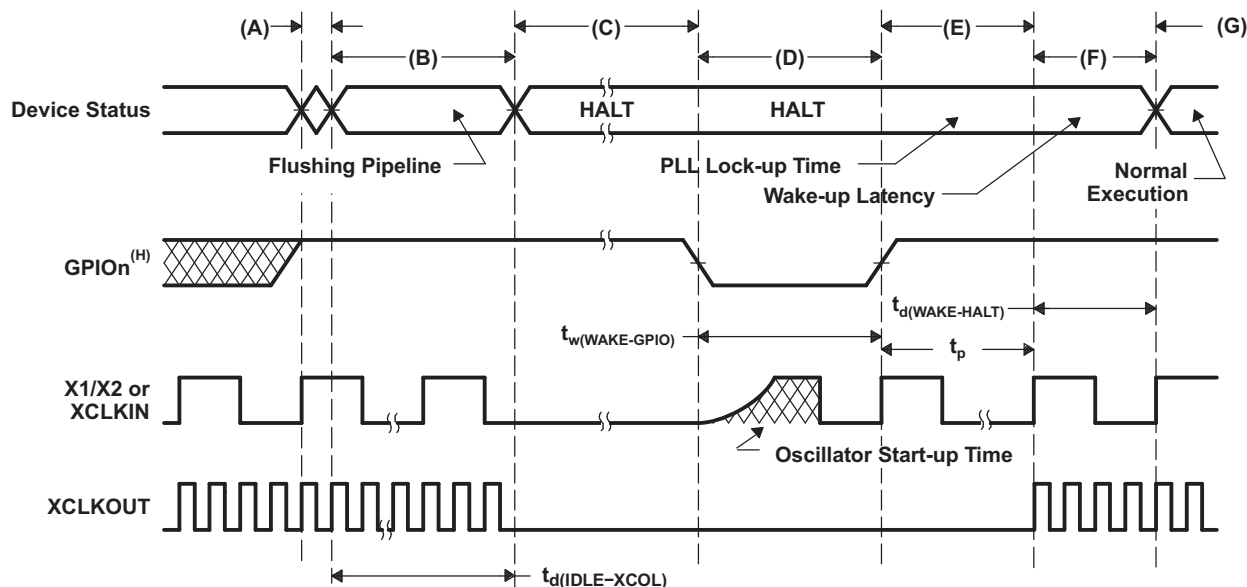 (A)
(B)
(C)
(D)
(E)
(F)
(G)
Device Status
HALT
HALT
Flushing Pipeline
PLL Lock-up Time
Wake-up Latency
Normal
Execution
GPIOn(H)
td(WAKE-HALT)
tw(WAKE-GPIO)
tp
X1/X2 or
XCLKIN
Oscillator Start-up Time
XCLKOUT
td(IDLE–XCOL)